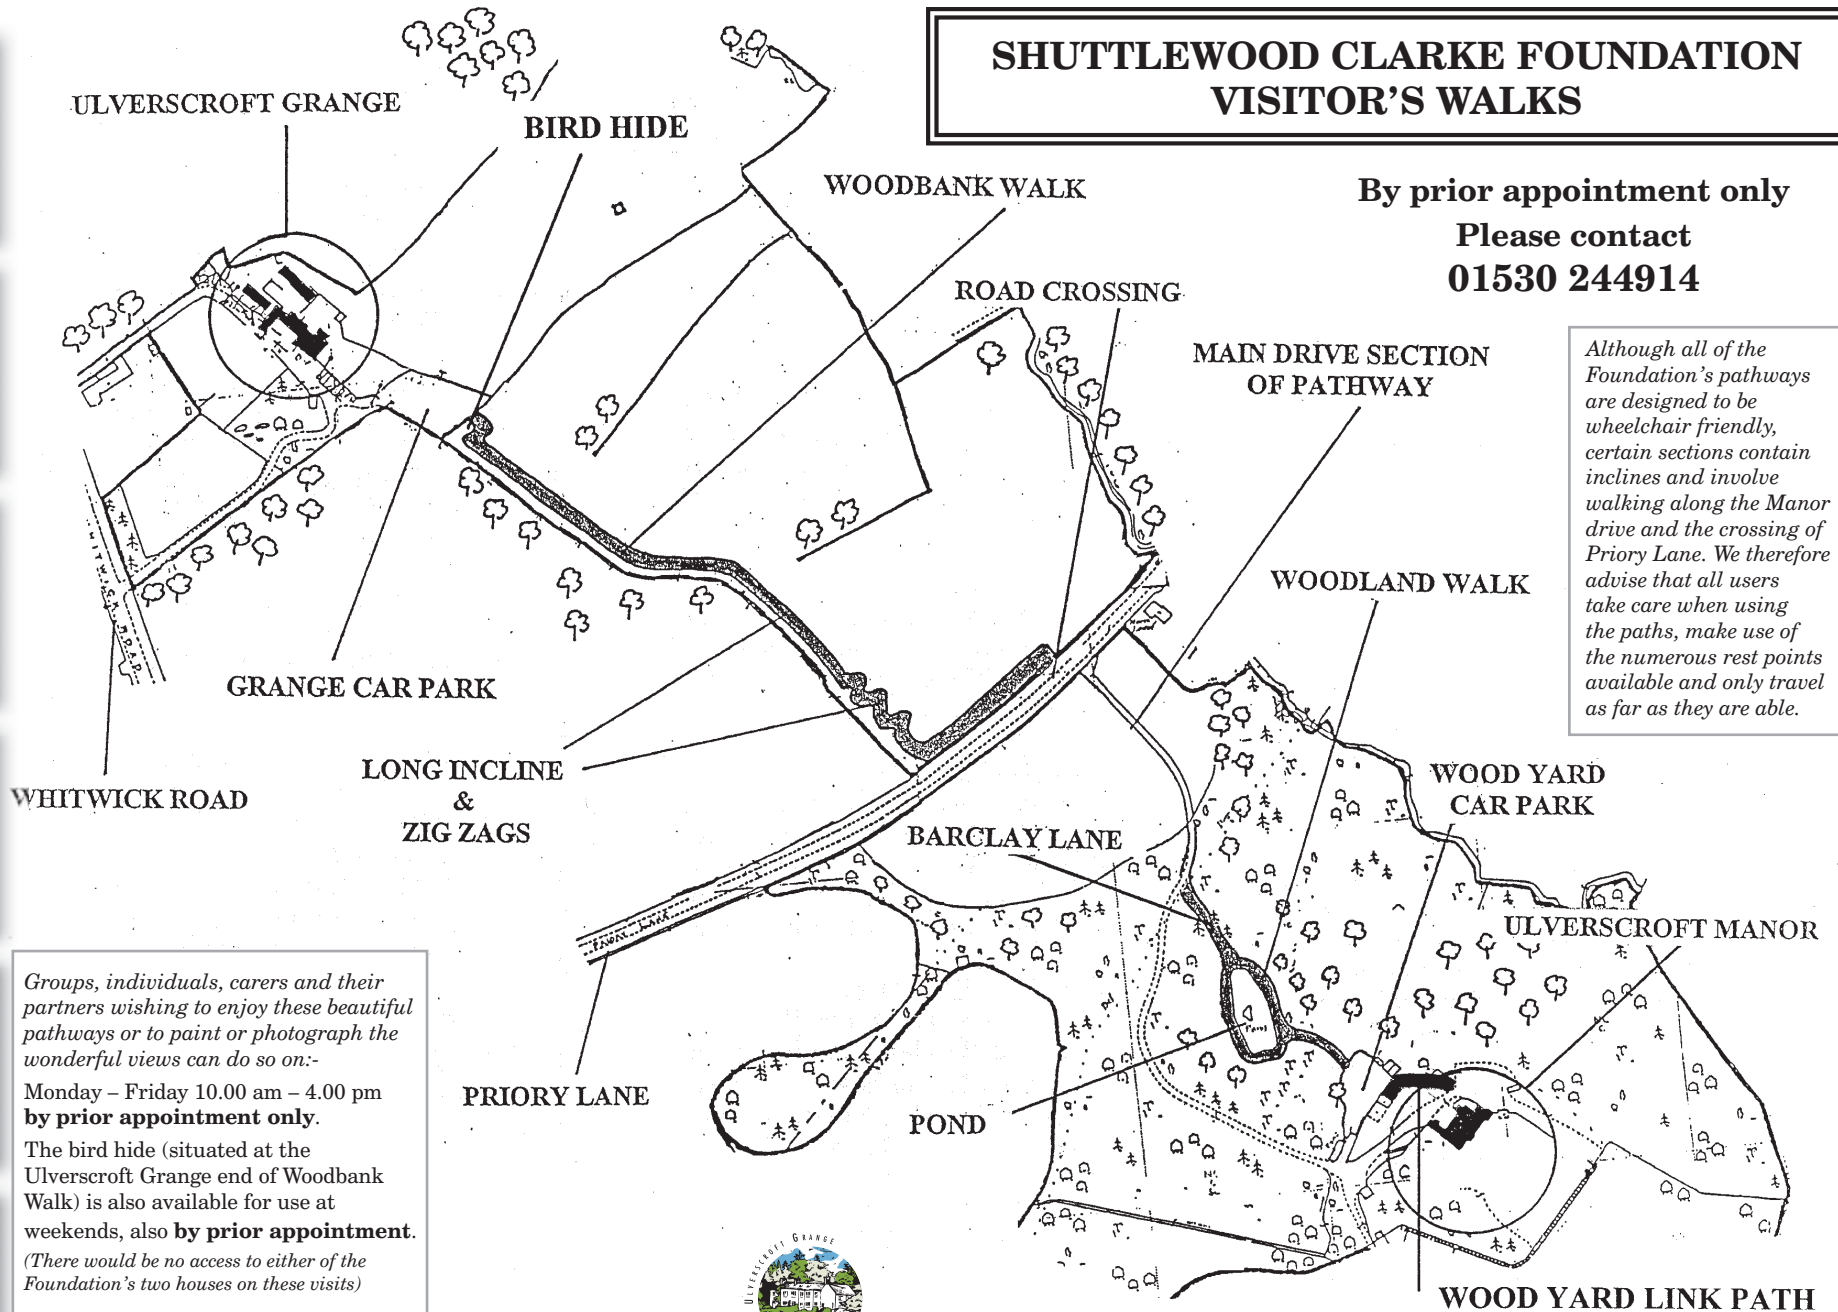 SHUTTLEWOOD CLARKE FOUNDATION
VISITOR'S WALKS
By prior appointment only
Please contact
01530 244914
Although all of the
Foundation's pathways
are designed to be
wheelchair friendly,
certain sections contain
inclines and involve
walking along the Manor
drive and the crossing of
Priory Lane. We therefore
advise that all users
take care when using
the paths, make use of
the numerous rest points
available and only travel
as far as they are able.
ULVERSCROFT GRANGE
BIRD HIDE
WOODBANK WALK
ROAD CROSSING
MAIN DRIVE SECTION
OF PATHWAY
WOODLAND WALK
WHITWICK ROAD
GRANGE CAR PARK
WHITWICK ROAD
LONG INCLINE
&
ZIG ZAGS
WOOD YARD
CAR PARK
BARCLAY LANE
ULVERSCROFT MANOR
PRIORY LANE
POND
PRIORY LANE
POND
WOOD YARD LINK PATH
Groups, individuals, carers and their
partners wishing to enjoy these beautiful
pathways or to paint or photograph the
wonderful views can do so on:-
Monday – Friday 10.00 am – 4.00 pm
by prior appointment only.
The bird hide (situated at the
Ulverscroft Grange end of Woodbank
Walk) is also available for use at
weekends, also by prior appointment.
(There would be no access to either of the
Foundation's two houses on these visits)
ULVERSCROFT GRANGE